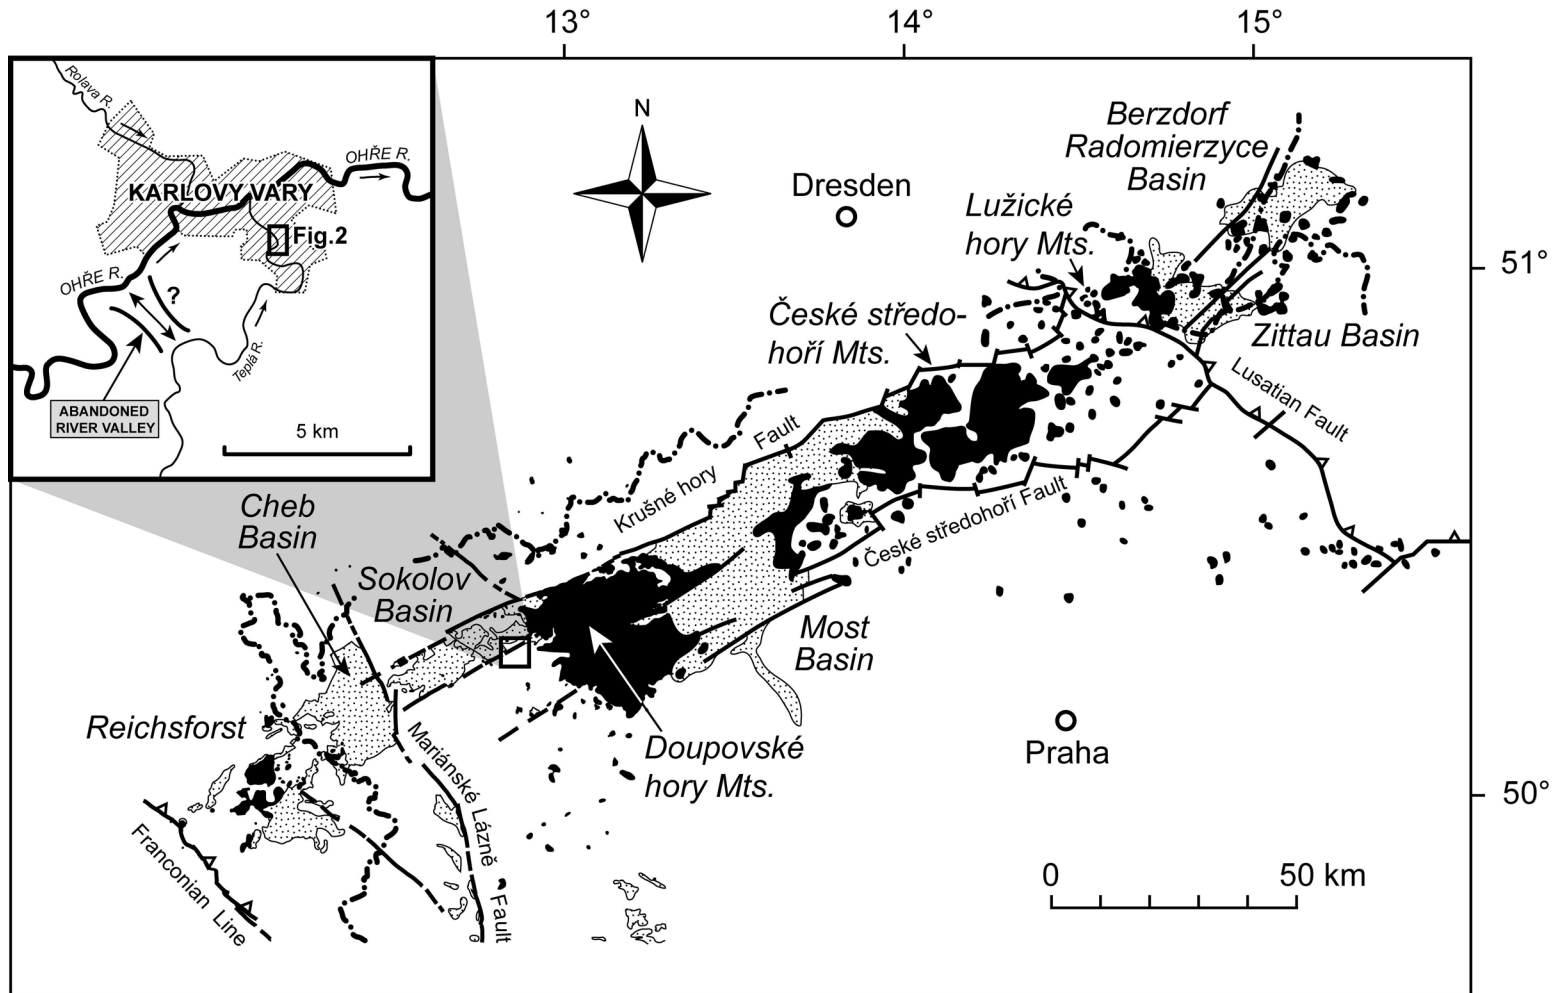 13°
14°
15°
Rolava R.
OHŘE R.
KARLOVY VARY
Fig.2
OHŘE R.
?
Teplá R.
ABANDONED
RIVER VALLEY
5 km
N
Dresden
Berzdorf
Radomierzyce
Basin
Lužické
hory Mts.
51°
České středo-
hoří Mts.
Zittau Basin
Lusatian Fault
Krušné hory
Fault
České středohoří Fault
Cheb
Basin
Sokolov
Basin
Most
Basin
Reichsforst
Mariánské Lázně
Fault
Doupovské
hory Mts.
Praha
50°
Franconian Line
0
50 km